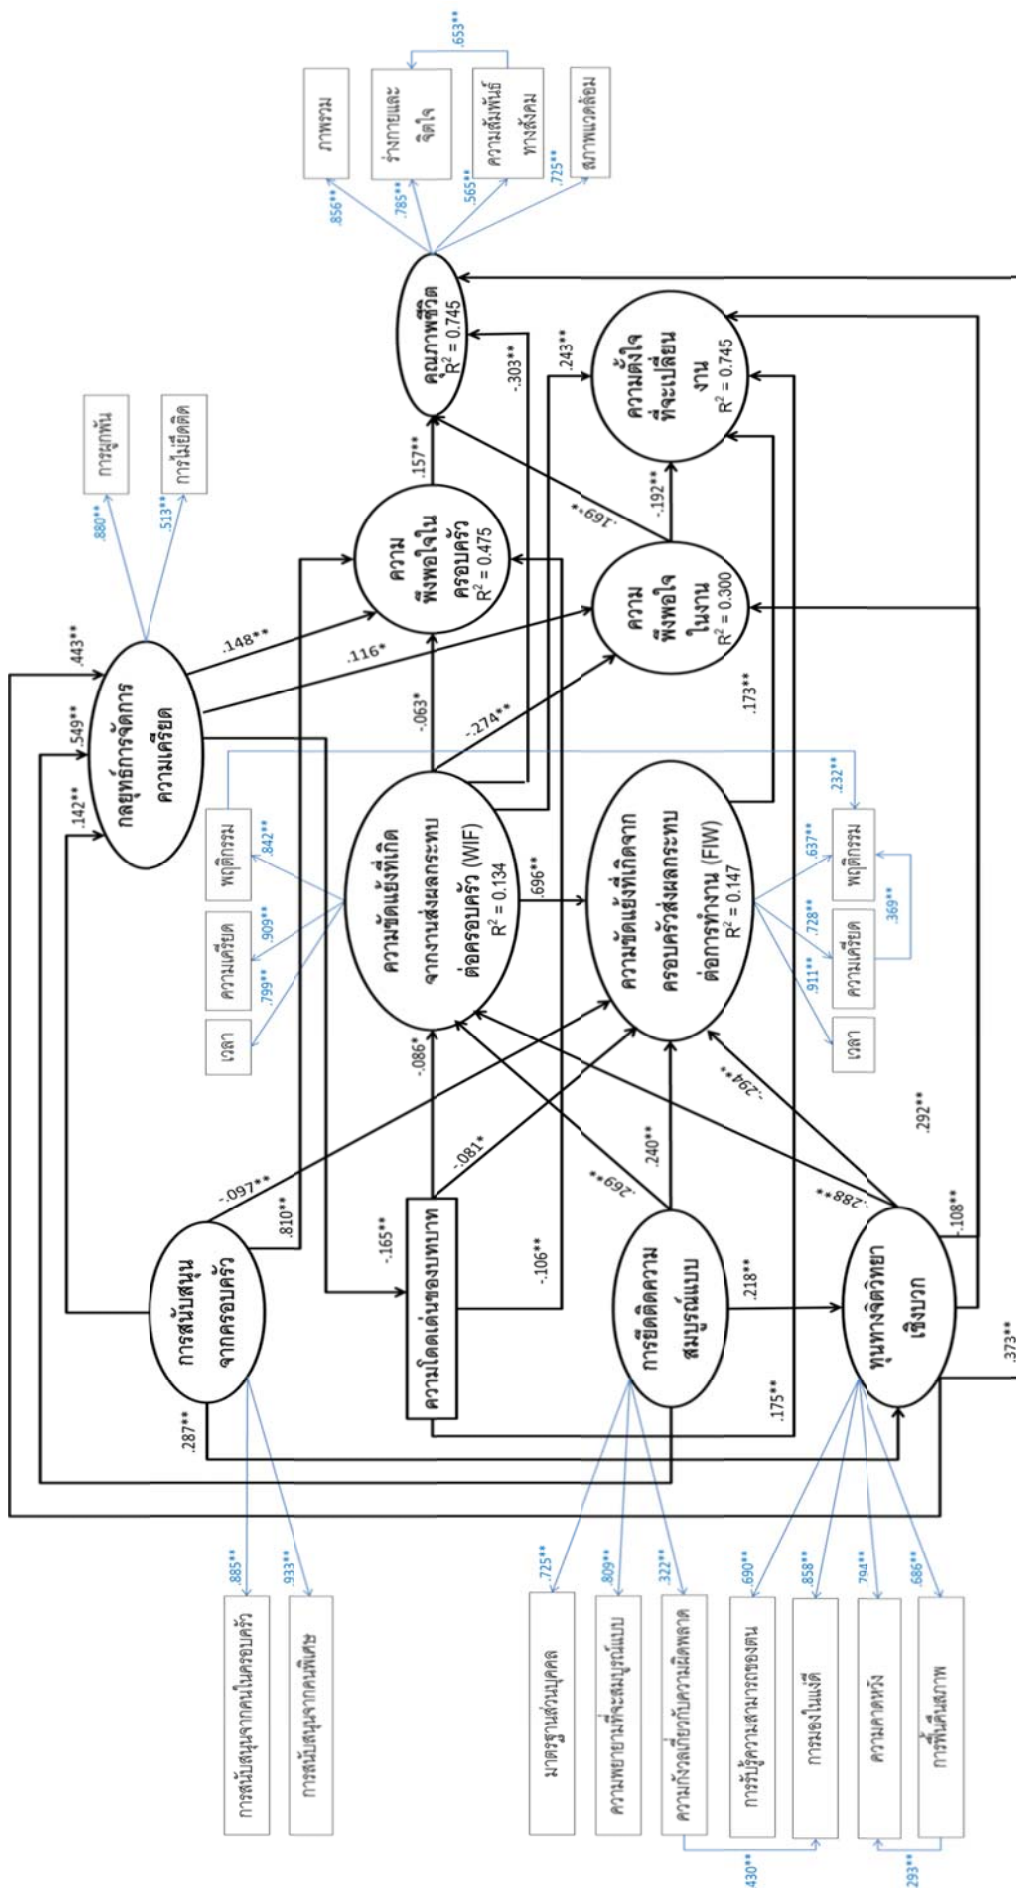 .443**
.549**
.142**
กลยุทธ์การจัดการ
ความเครียด
.880**
.513**
การผูกพัน
การไม่ยึดติด
.885**
.933**
การสนับสนุนจากคนในครอบครัว
การสนับสนุนจากคนพิเศษ
.287**
การสนับสนุน
จากครอบครัว
-.097**
.810**
-.165**
ความโดดเด่นของบทบาท
-.086*
-.081*
-.106**
.175**
เวลา
ความเครียด
พฤติกรรม
.799**
.909**
.842**
ความขัดแย้งที่เกิด
จากงานส่งผลกระทบ
ต่อครอบครัว (WIF)
R² = 0.134
.148**
.116*
-.063*
-.274**
ความ
พึงพอใจใน
ครอบครัว
R² = 0.475
.157**
-.303**
คุณภาพชีวิต
R² = 0.745
.856**
.785**
.565**
.725**
ภาพรวม
ร่างกายและ
จิตใจ
ความสัมพันธ์
ทางสังคม
สภาพแวดล้อม
.653**
.725**
.809**
.322**
มาตรฐานส่วนบุคคล
ความพยายามที่จะสมบูรณ์แบบ
ความกังวลเกี่ยวกับความผิดพลาด
การยึดติดความ
สมบูรณ์แบบ
.269**
.240**
.218**
.696**
ความขัดแย้งที่เกิดจาก
ครอบครัวส่งผลกระทบ
ต่อการทำงาน (FIW)
R² = 0.147
.911**
.728**
.637**
.232**
เวลา
ความเครียด
พฤติกรรม
.369**
.173**
ความ
พึงพอใจ
ในงาน
R² = 0.300
.169**
-.192**
.243**
ความตั้งใจ
ที่จะเปลี่ยน
งาน
R² = 0.745
.690**
.858**
.794**
.686**
การรับรู้ความสามารถของตน
การมองในแง่ดี
ความคาดหวัง
การฟื้นคืนสภาพ
430**
293**
ทุนทางจิตวิทยา
เชิงบวก
-.288**
-.294**
.292**
-.108**
.373**